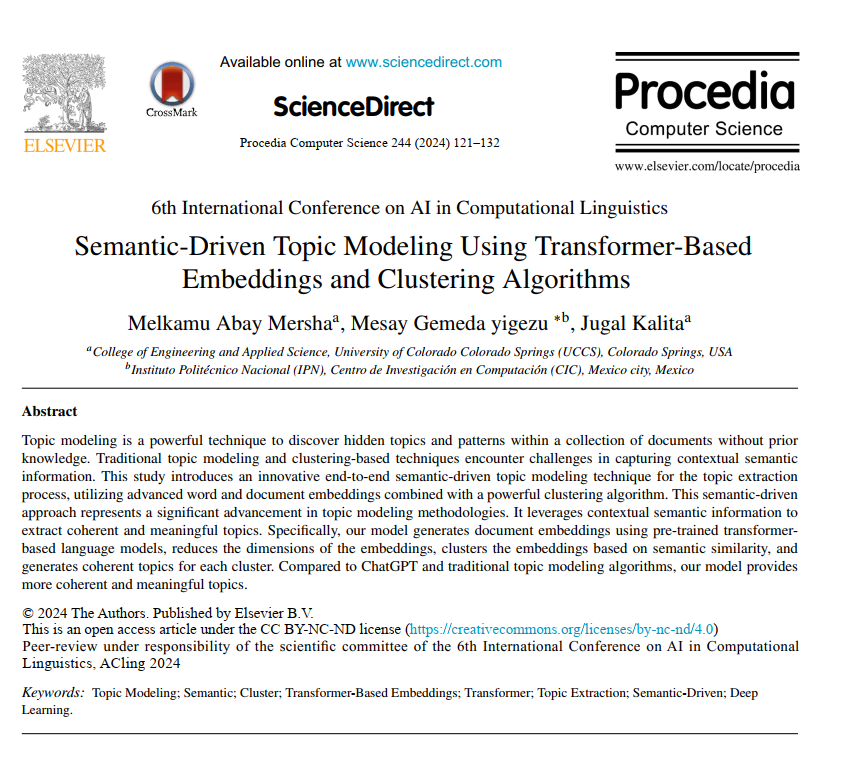 Available online at www.sciencedirect.com
CrossMark
ScienceDirect
ELSEVIER
Procedia Computer Science 244 (2024) 121–132
Procedia
Computer Science
www.elsevier.com/locate/procedia
6th International Conference on AI in Computational Linguistics
Semantic-Driven Topic Modeling Using Transformer-Based
Embeddings and Clustering Algorithms
Melkamu Abay Mershaᵃ, Mesay Gemeda yigezu *ᵇ, Jugal Kalitaᵃ
ᵃCollege of Engineering and Applied Science, University of Colorado Colorado Springs (UCCS), Colorado Springs, USA
ᵇInstituto Politécnico Nacional (IPN), Centro de Investigación en Computación (CIC), Mexico city, Mexico
Abstract
Topic modeling is a powerful technique to discover hidden topics and patterns within a collection of documents without prior
knowledge. Traditional topic modeling and clustering-based techniques encounter challenges in capturing contextual semantic
information. This study introduces an innovative end-to-end semantic-driven topic modeling technique for the topic extraction
process, utilizing advanced word and document embeddings combined with a powerful clustering algorithm. This semantic-driven
approach represents a significant advancement in topic modeling methodologies. It leverages contextual semantic information to
extract coherent and meaningful topics. Specifically, our model generates document embeddings using pre-trained transformer-
based language models, reduces the dimensions of the embeddings, clusters the embeddings based on semantic similarity, and
generates coherent topics for each cluster. Compared to ChatGPT and traditional topic modeling algorithms, our model provides
more coherent and meaningful topics.
© 2024 The Authors. Published by Elsevier B.V.
This is an open access article under the CC BY-NC-ND license (https://creativecommons.org/licenses/by-nc-nd/4.0)
Peer-review under responsibility of the scientific committee of the 6th International Conference on AI in Computational
Linguistics, ACling 2024
Keywords: Topic Modeling; Semantic; Cluster; Transformer-Based Embeddings; Transformer; Topic Extraction; Semantic-Driven; Deep
Learning.